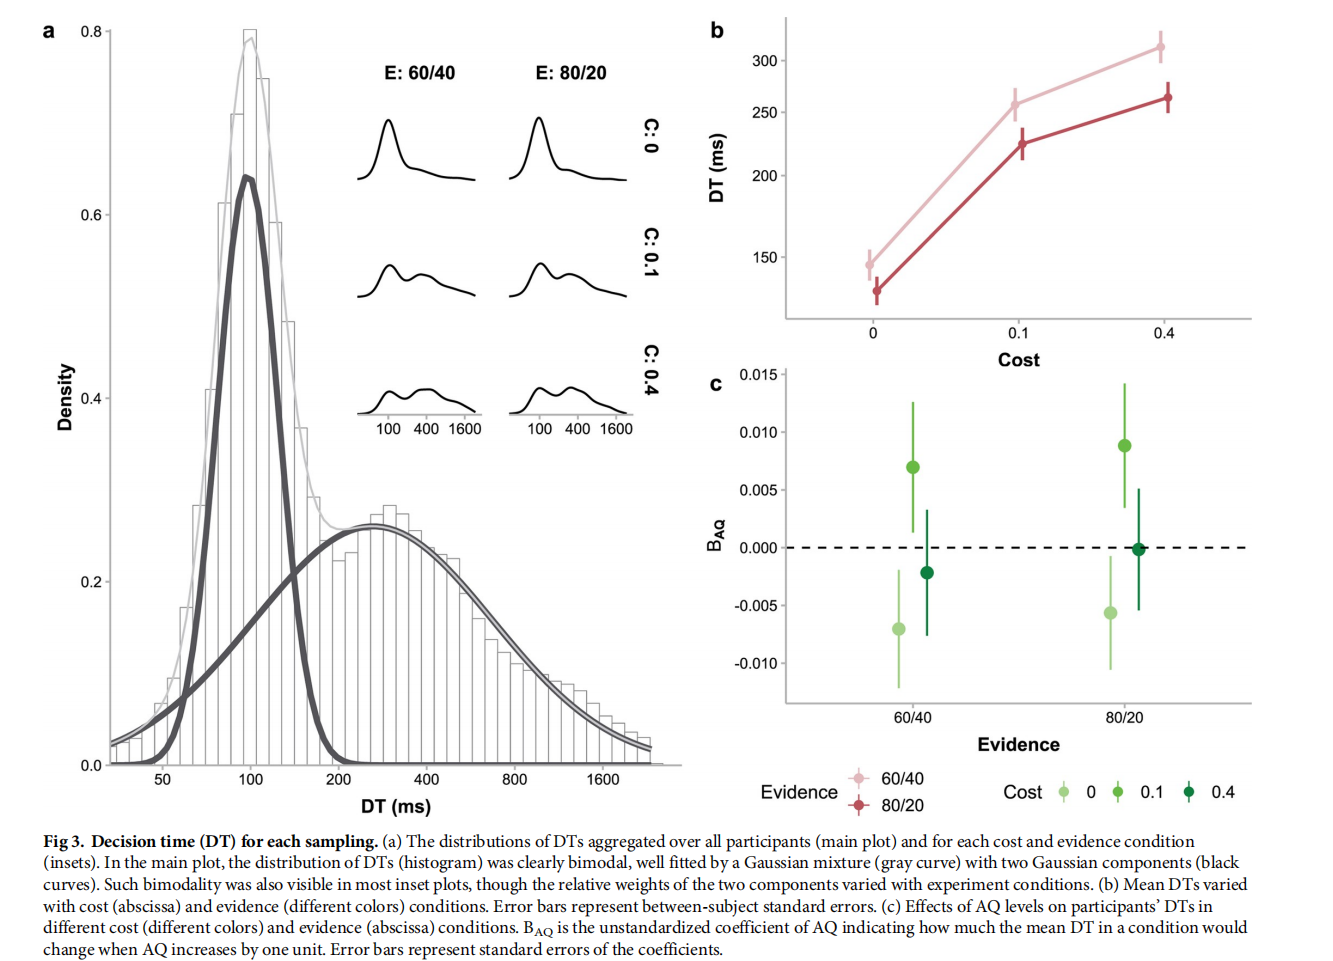 a
0.8
0.6
0.4
0.2
0.0
Density
50 100 200 400 800 1600
DT (ms)
E: 60/40 E: 80/20
C: 0
C: 0.1
C: 0.4
100 400 1600 100 400 1600
b
300
250
200
150
DT (ms)
0 0.1 0.4
Cost
c
0.015
0.010
0.005
0.000
-0.005
-0.010
BAQ
60/40 80/20
Evidence
Evidence 60/40
80/20
Cost 0 0.1 0.4
Fig 3. Decision time (DT) for each sampling. (a) The distributions of DTs aggregated over all participants (main plot) and for each cost and evidence condition
(insets). In the main plot, the distribution of DTs (histogram) was clearly bimodal, well fitted by a Gaussian mixture (gray curve) with two Gaussian components (black
curves). Such bimodality was also visible in most inset plots, though the relative weights of the two components varied with experiment conditions. (b) Mean DTs varied
with cost (abscissa) and evidence (different colors) conditions. Error bars represent between-subject standard errors. (c) Effects of AQ levels on participants’ DTs in
different cost (different colors) and evidence (abscissa) conditions. BAQ is the unstandardized coefficient of AQ indicating how much the mean DT in a condition would
change when AQ increases by one unit. Error bars represent standard errors of the coefficients.